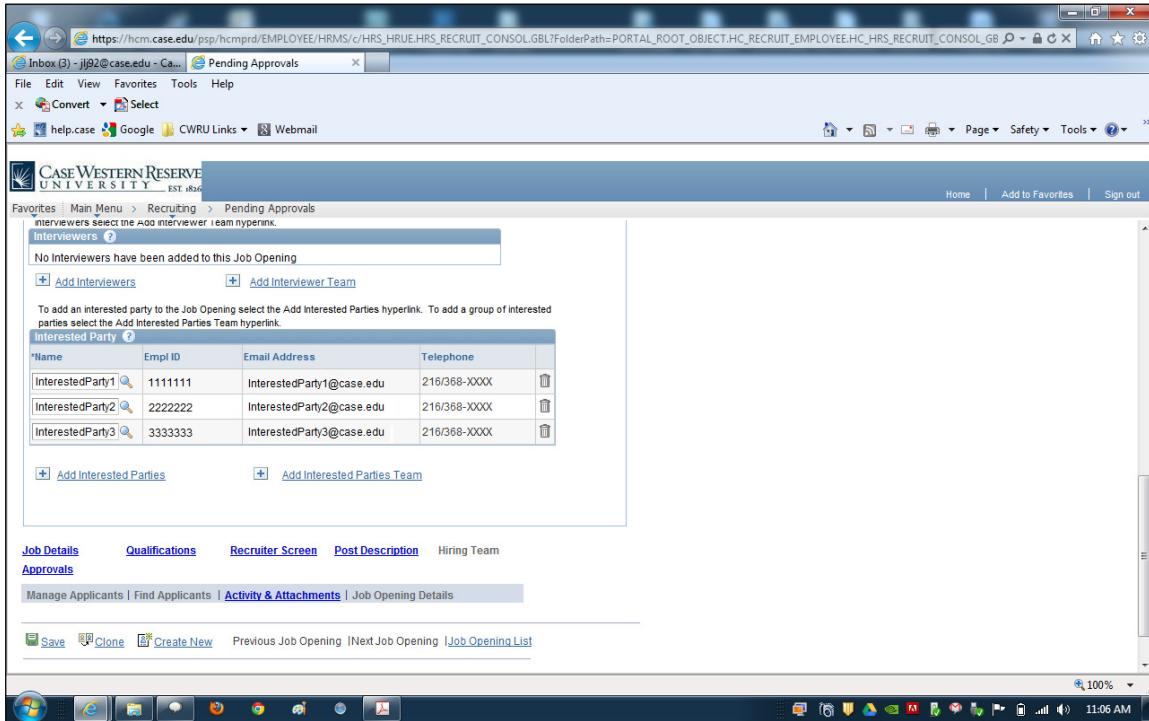 https://hcm.case.edu/psp/hcmprd/EMPLOYEE/HRMS/c/HRS_HRUE.HRS_RECRUIT_CONSOL.GBL?FolderPath=PORTAL_ROOT_OBJECT.HC_RECRUIT_EMPLOYEE.HC_HRS_RECRUIT_CONSOL_GB
Inbox (3) - jlj92@case.edu - Ca... Pending Approvals
File Edit View Favorites Tools Help
Convert Select
help.case Google CWRU Links Webmail Page Safety Tools
CASE WESTERN RESERVE
UNIVERSITY EST. 1826
Home | Add to Favorites | Sign out
Favorites Main Menu > Recruiting > Pending Approvals
interviewers select the Add Interviewer Team hyperlink.
Interviewers
No Interviewers have been added to this Job Opening
Add Interviewers Add Interviewer Team
To add an interested party to the Job Opening select the Add Interested Parties hyperlink. To add a group of interested
parties select the Add Interested Parties Team hyperlink.
Interested Party
*Name Empl ID Email Address Telephone
InterestedParty1 1111111 InterestedParty1@case.edu 216/368-XXXX
InterestedParty2 2222222 InterestedParty2@case.edu 216/368-XXXX
InterestedParty3 3333333 InterestedParty3@case.edu 216/368-XXXX
Add Interested Parties Add Interested Parties Team
Job Details Qualifications Recruiter Screen Post Description Hiring Team
Approvals
Manage Applicants | Find Applicants | Activity & Attachments | Job Opening Details
Save Clone Create New Previous Job Opening |Next Job Opening |Job Opening List
100%
11:06 AM